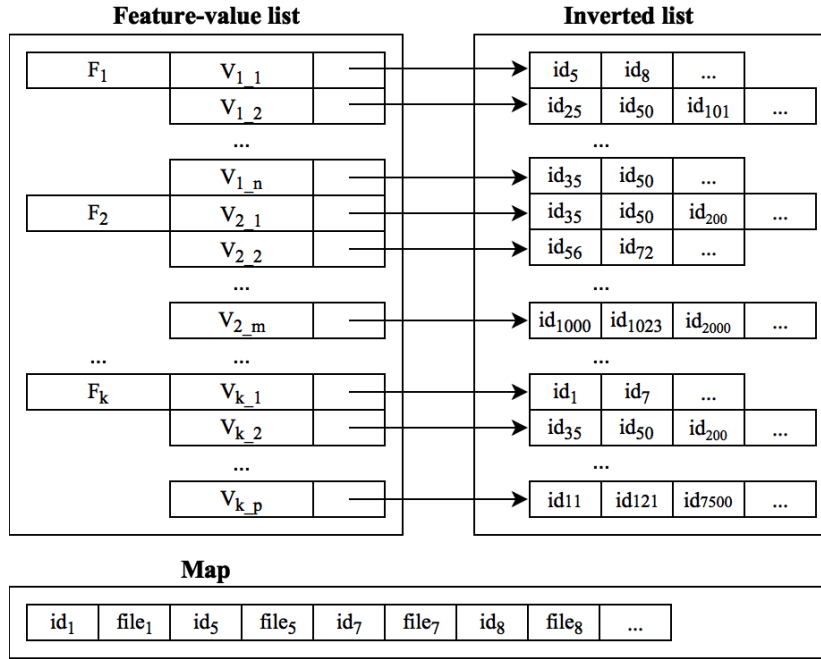 Feature-value list Inverted list
F1 V1_1 id5 id8 ...
V1_2 id25 id50 id101 ...
... ...
V1_n id35 id50 ...
F2 V2_1 id35 id50 id200 ...
V2_2 id56 id72 ...
... ...
V2_m id1000 id1023 id2000 ...
... ... ...
Fk Vk_1 id1 id7 ...
Vk_2 id35 id50 id200 ...
... ...
Vk_p id11 id121 id7500 ...
Map
id1 file1 id5 file5 id7 file7 id8 file8 ...